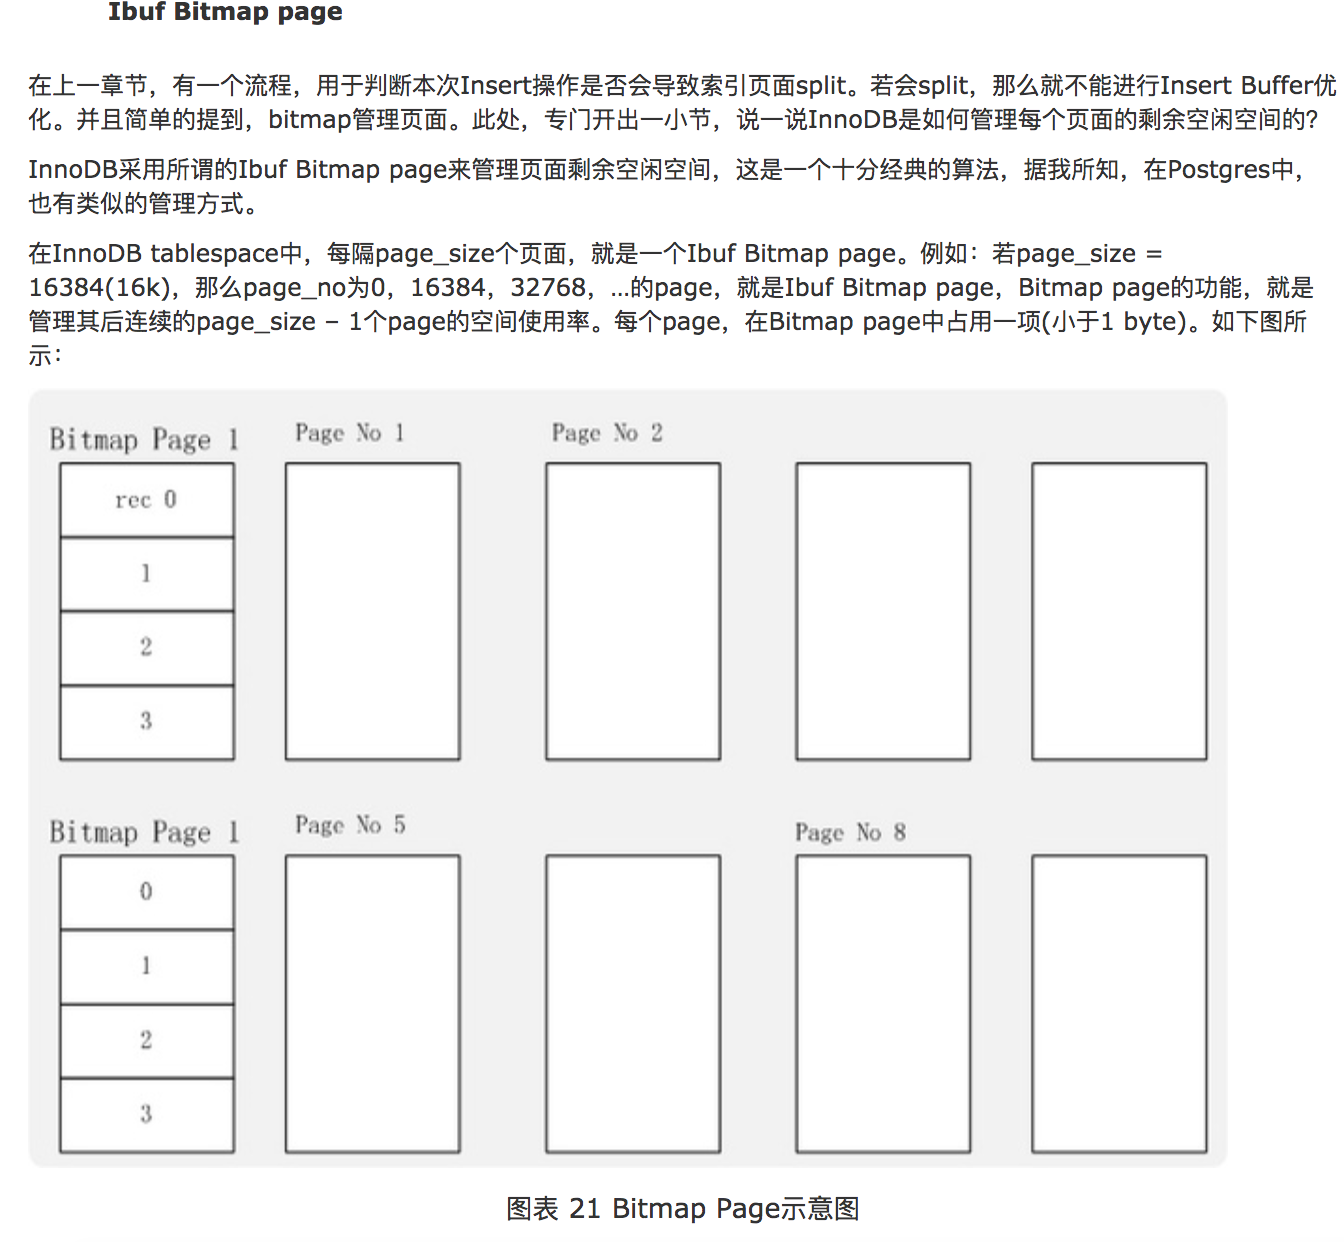 Ibuf Bitmap page
在上一章节，有一个流程，用于判断本次Insert操作是否会导致索引页面split。若会split，那么就不能进行Insert Buffer优
化。并且简单的提到，bitmap管理页面。此处，专门开出一小节，说一说InnoDB是如何管理每个页面的剩余空闲空间的？
InnoDB采用所谓的Ibuf Bitmap page来管理页面剩余空闲空间，这是一个十分经典的算法，据我所知，在Postgres中，
也有类似的管理方式。
在InnoDB tablespace中，每隔page_size个页面，就是一个Ibuf Bitmap page。例如：若page_size =
16384(16k)，那么page_no为0，16384，32768，…的page，就是Ibuf Bitmap page，Bitmap page的功能，就是
管理其后连续的page_size – 1个page的空间使用率。每个page，在Bitmap page中占用一项(小于1 byte)。如下图所
示：
Bitmap Page 1
Page No 1
Page No 2
rec 0
1
2
3
Bitmap Page 1
Page No 5
Page No 8
0
1
2
3
图表 21 Bitmap Page示意图